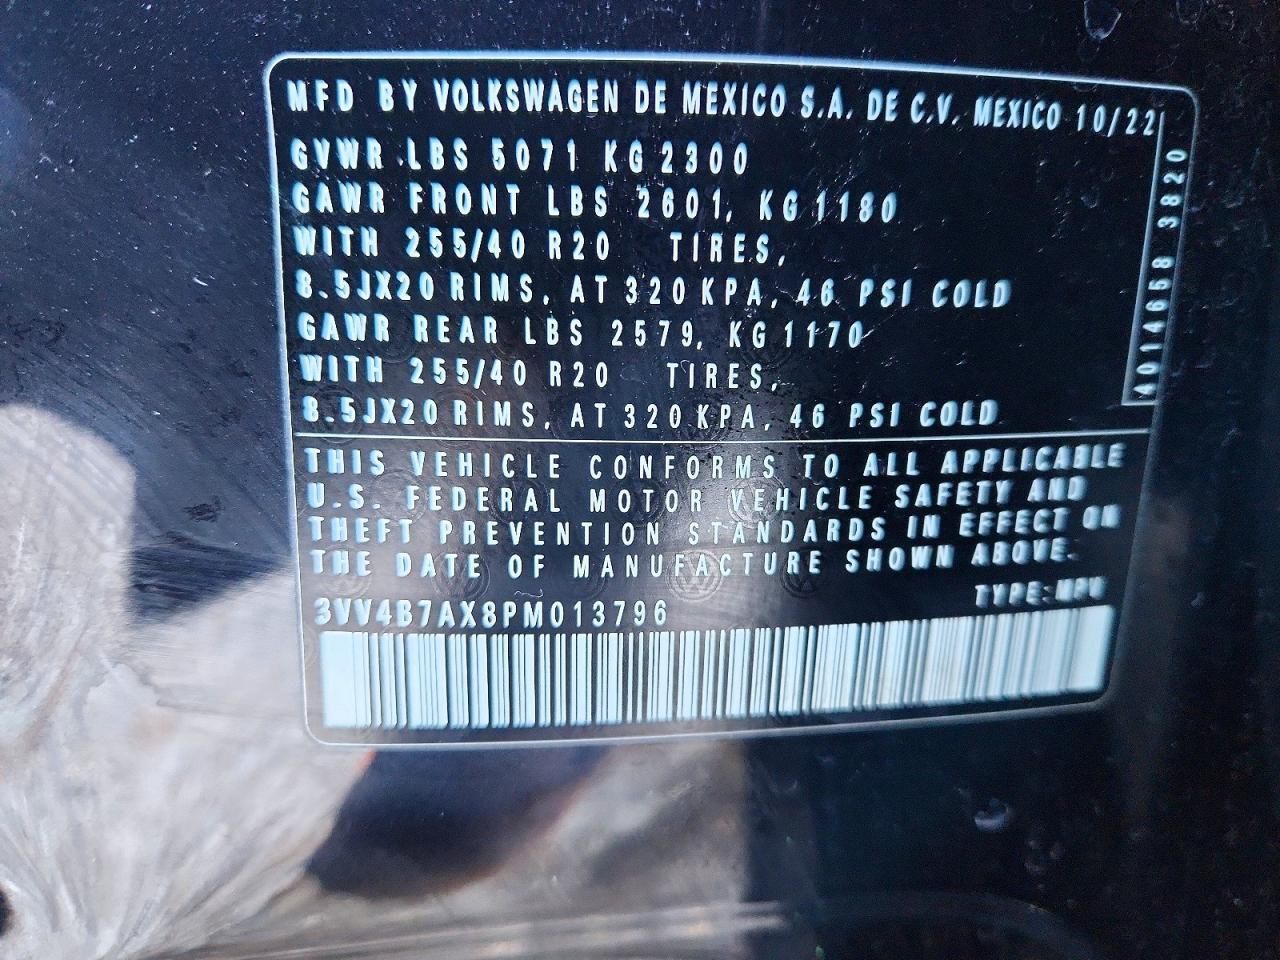 MFD BY VOLKSWAGEN DE MEXICO S.A. DE C.V. MEXICO 10/22
GVWR LBS 5071 KG 2300
GAWR FRONT LBS 2601, KG 1180
WITH 255/40 R20 TIRES,
8.5JX20 RIMS, AT 320 KPA, 46 PSI COLD
GAWR REAR LBS 2579, KG 1170
WITH 255/40 R20 TIRES,
8.5JX20 RIMS, AT 320 KPA, 46 PSI COLD
4014658 3820
THIS VEHICLE CONFORMS TO ALL APPLICABLE
U.S. FEDERAL MOTOR VEHICLE SAFETY AND
THEFT PREVENTION STANDARDS IN EFFECT ON
THE DATE OF MANUFACTURE SHOWN ABOVE.
TYPE:MPV
3VV4B7AX8PM013796